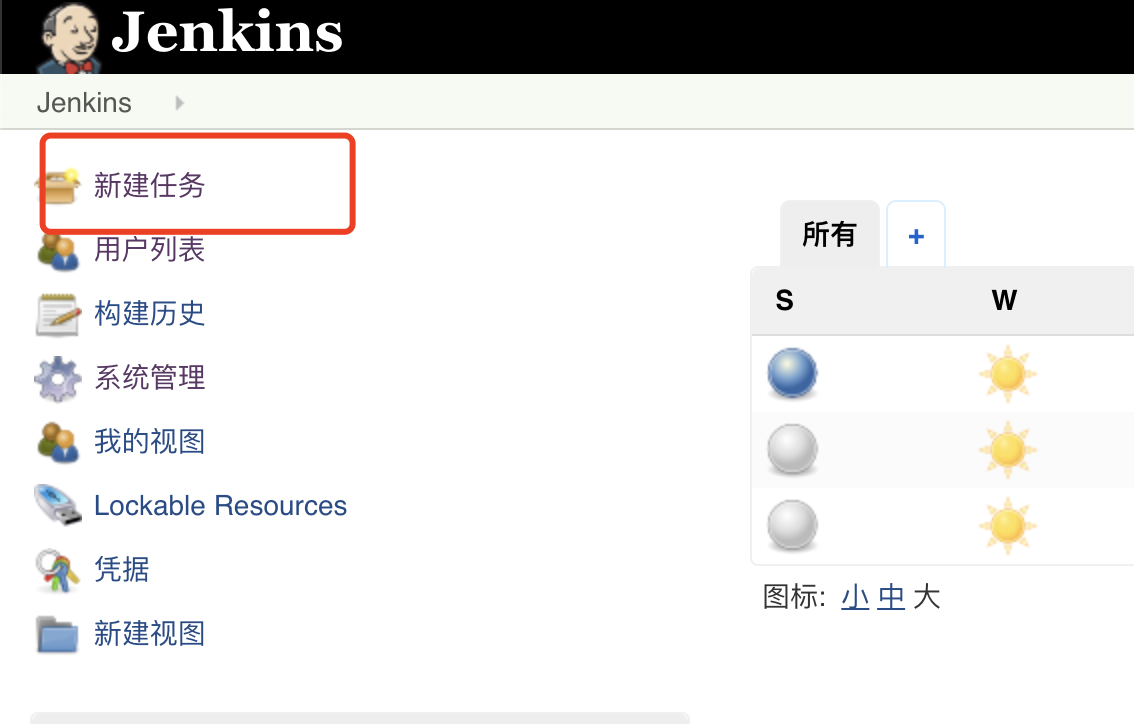 Jenkins
Jenkins
新建任务
用户列表
构建历史
系统管理
我的视图
Lockable Resources
凭据
新建视图
所有 +
S W
图标: 小 中 大